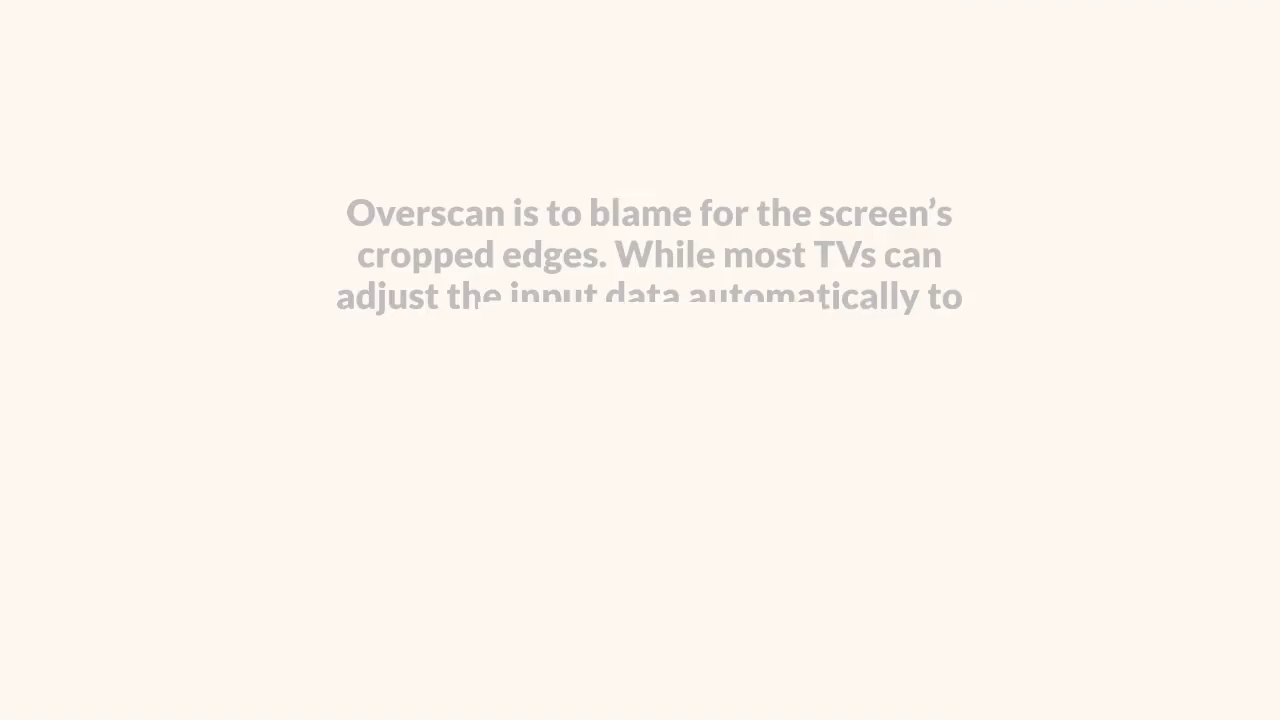 Overscan is to blame for the screen’s
cropped edges. While most TVs can
adjust the input data automatically to